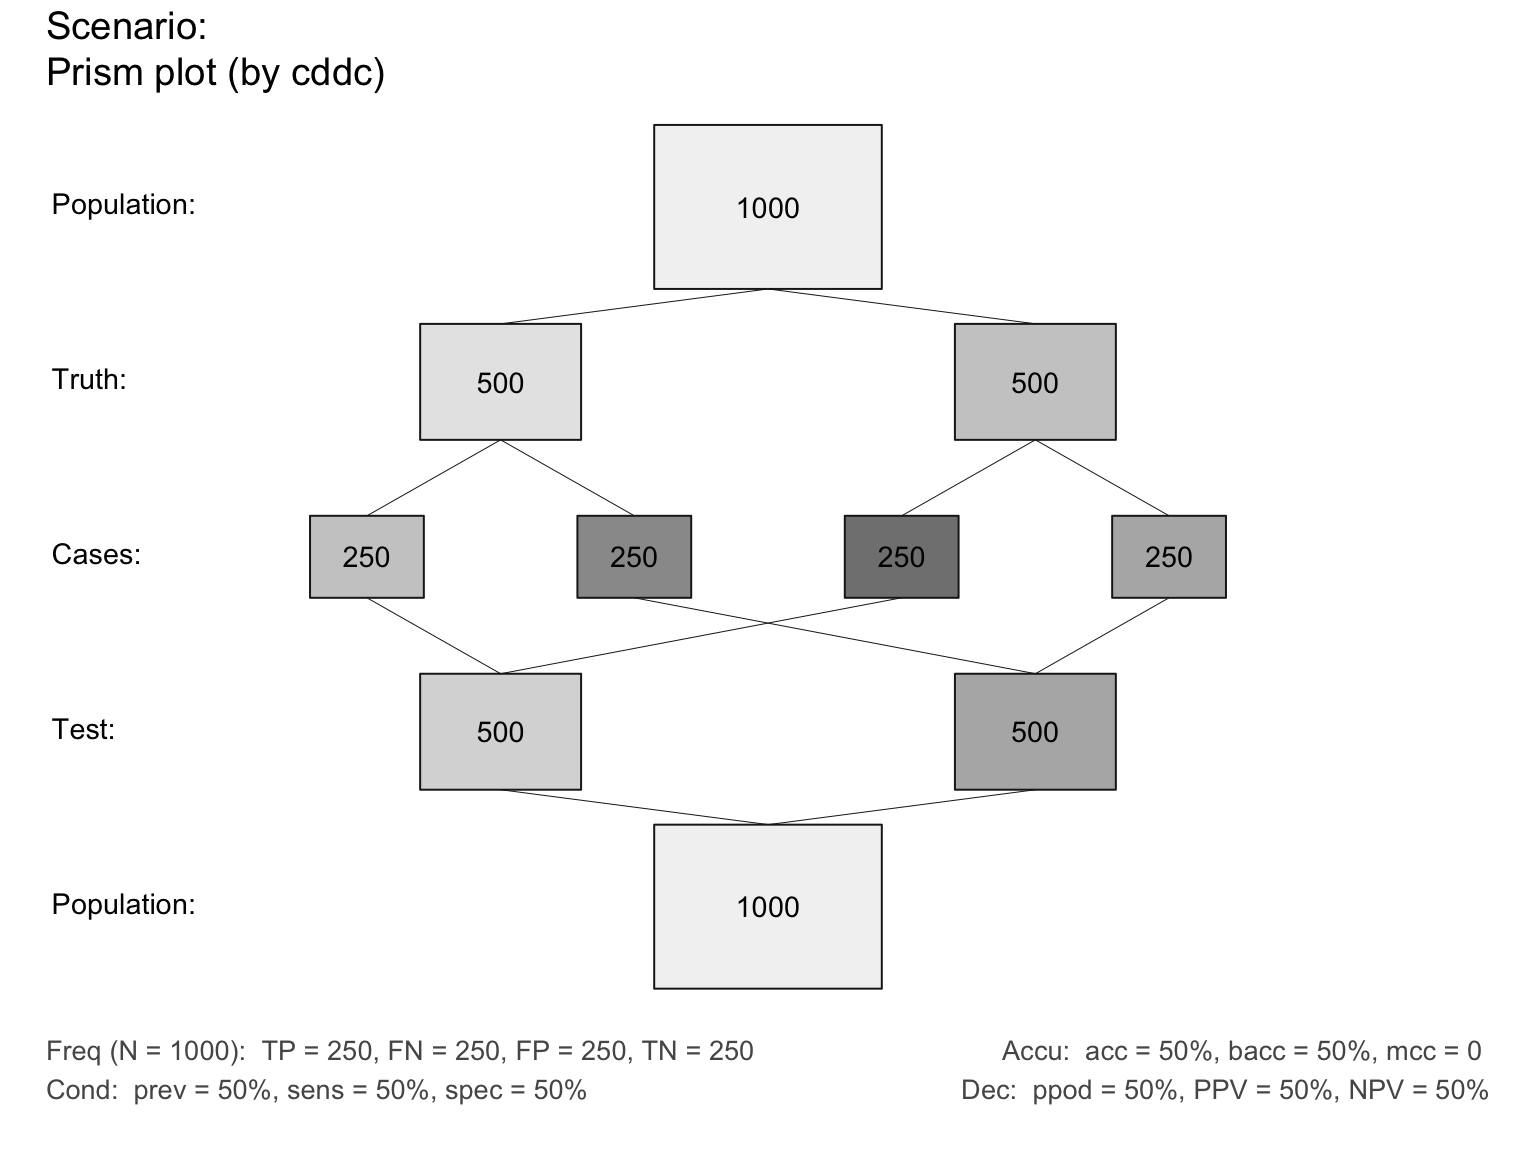 Scenario:
Prism plot (by cddc)
Population:
1000
Truth:
500
500
Cases:
250
250
250
250
Test:
500
500
Population:
1000
Freq (N = 1000):  TP = 250, FN = 250, FP = 250, TN = 250
Accu:  acc = 50%, bacc = 50%, mcc = 0
Cond:  prev = 50%, sens = 50%, spec = 50%
Dec:  ppod = 50%, PPV = 50%, NPV = 50%